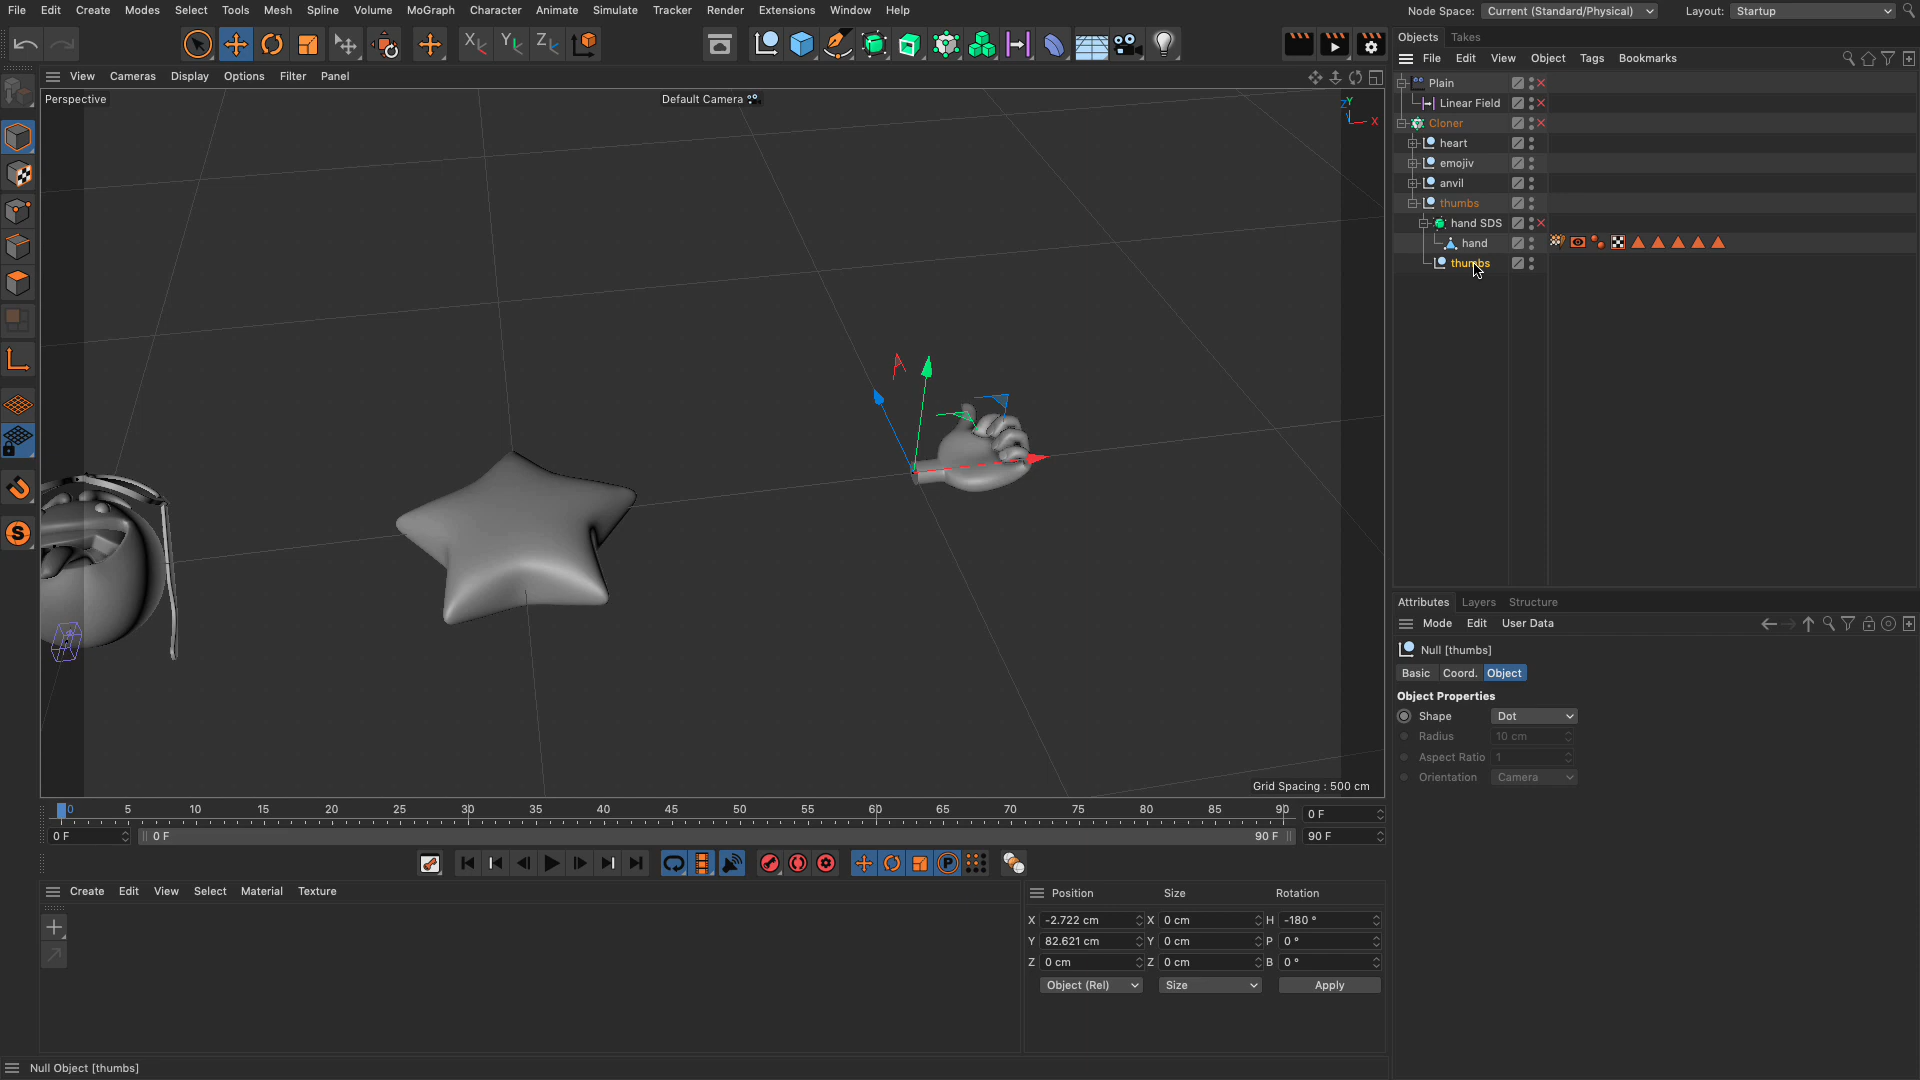 File Edit Create Modes Select Tools Mesh Spline Volume MoGraph Character Animate Simulate Tracker Render Extensions Window Help
Node Space: Current (Standard/Physical) Layout: Startup
X Y Z
Objects Takes
File Edit View Object Tags Bookmarks
View Cameras Display Options Filter Panel
Perspective
Default Camera
Y
Z
X
Plain
Linear Field
Cloner
heart
emojiv
anvil
thumbs
hand SDS
hand
thumbs
Grid Spacing : 500 cm
Attributes Layers Structure
Mode Edit User Data
Null [thumbs]
Basic Coord. Object
Object Properties
Shape Dot
Radius 10 cm
Aspect Ratio 1
Orientation Camera
0 5 10 15 20 25 30 35 40 45 50 55 60 65 70 75 80 85 90
0 F
0 F 0 F 90 F 90 F
P
Create Edit View Select Material Texture
Position Size Rotation
X -2.722 cm X 0 cm H -180 °
Y 82.621 cm Y 0 cm P 0 °
Z 0 cm Z 0 cm B 0 °
Object (Rel) Size Apply
Null Object [thumbs]